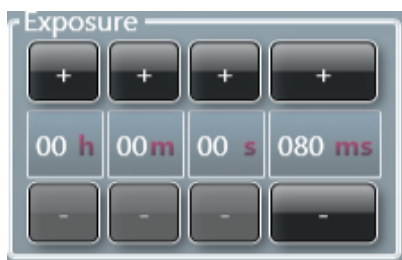 Exposure
+ + + +
00 h 00 m 00 s 080 ms
- - - -